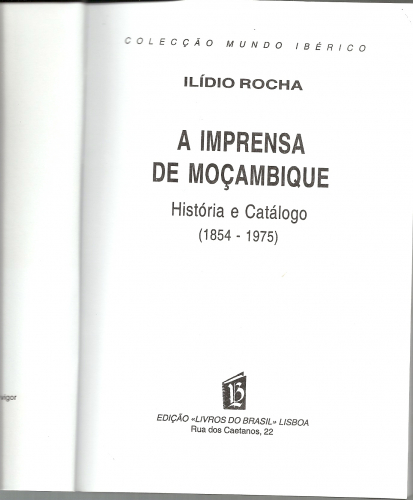 COLECÇÃO MUNDO IBÉRICO
ILÍDIO ROCHA
A IMPRENSA
DE MOÇAMBIQUE
História e Catálogo
(1854 - 1975)
EDIÇÃO «LIVROS DO BRASIL» LISBOA
Rua dos Caetanos, 22
vigor